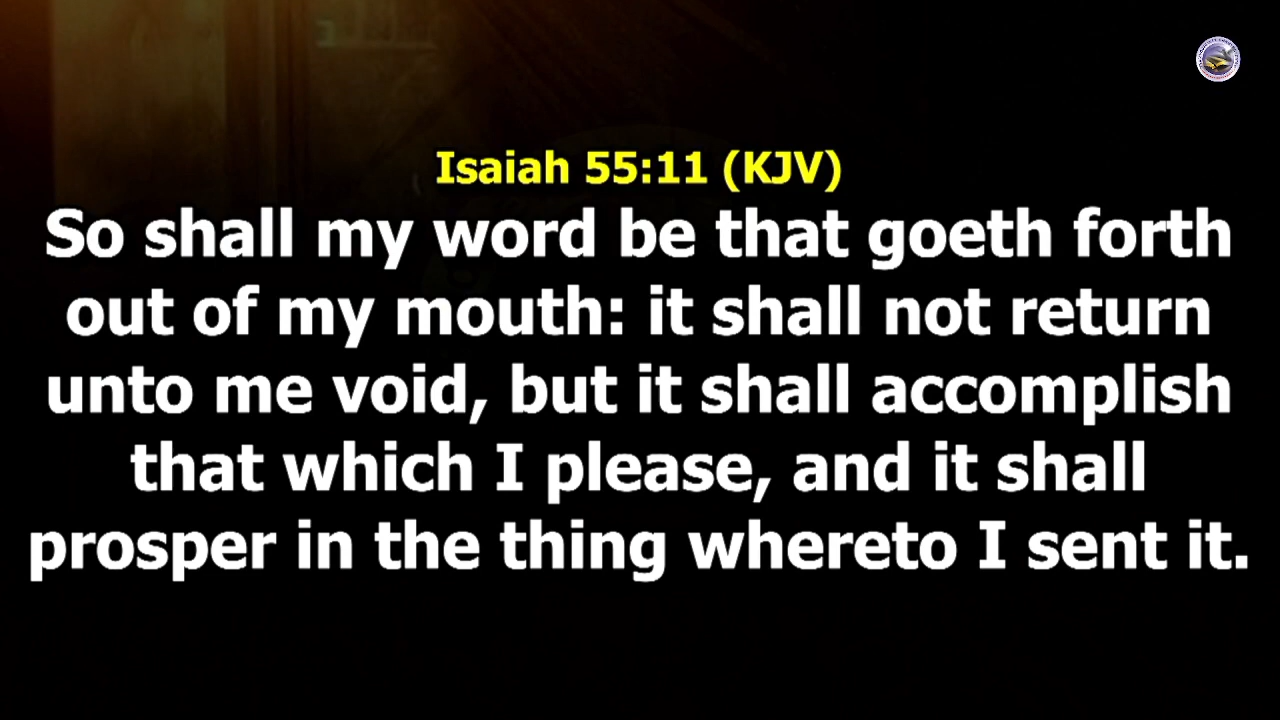 Isaiah 55:11 (KJV)
So shall my word be that goeth forth
out of my mouth: it shall not return
unto me void, but it shall accomplish
that which I please, and it shall
prosper in the thing whereto I sent it.